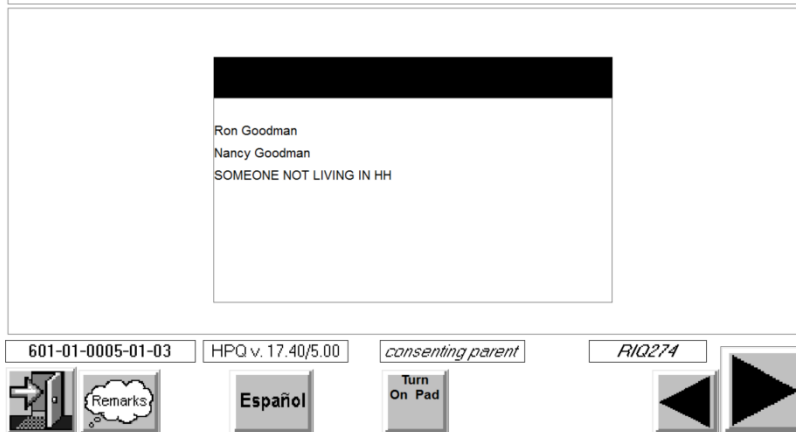 Ron Goodman
Nancy Goodman
SOMEONE NOT LIVING IN HH
601-01-0005-01-03
HPQ v. 17.40/5.00
consenting parent
RIQ274
Remarks
Español
Turn
On Pad